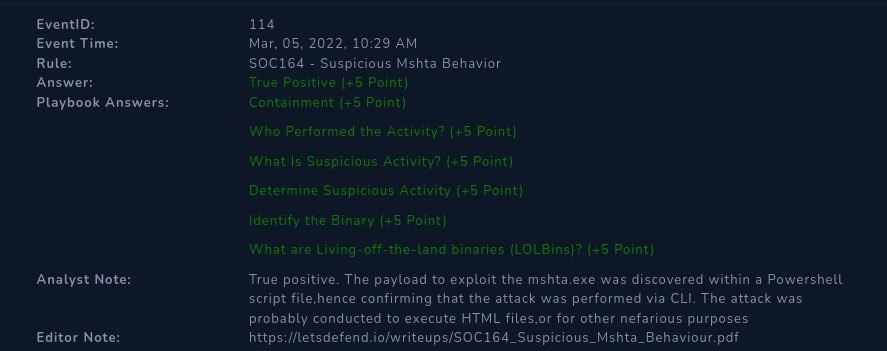 EventID: 114
Event Time: Mar, 05, 2022, 10:29 AM
Rule: SOC164 - Suspicious Mshta Behavior
Answer: True Positive (+5 Point)
Playbook Answers: Containment (+5 Point)
Who Performed the Activity? (+5 Point)
What Is Suspicious Activity? (+5 Point)
Determine Suspicious Activity (+5 Point)
Identify the Binary (+5 Point)
What are Living-off-the-land binaries (LOLBins)? (+5 Point)
Analyst Note: True positive. The payload to exploit the mshta.exe was discovered within a Powershell
script file,hence confirming that the attack was performed via CLI. The attack was
probably conducted to execute HTML files,or for other nefarious purposes
Editor Note: https://letsdefend.io/writeups/SOC164_Suspicious_Mshta_Behaviour.pdf